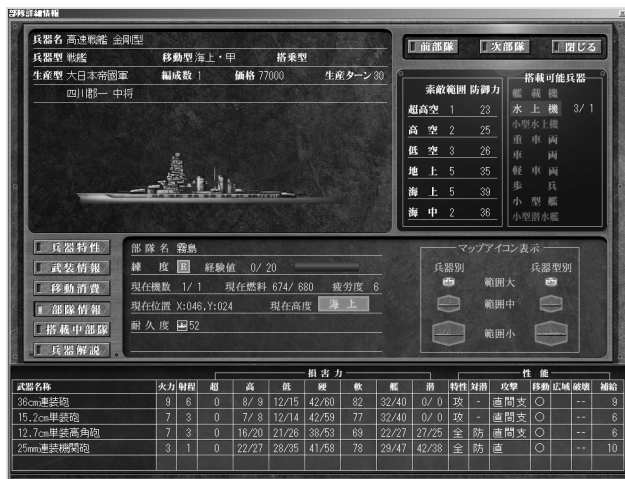 部隊詳細情報
兵器名 高速戦艦 金剛型
兵器型 戦艦 移動型 海上・甲 搭乗型
生産型 大日本帝國軍 編成数 1 価格 77000 生産ターン 30
四川郡一 中将
前部隊 次部隊 閉じる
索敵範囲 防御力
超高空 1 23
高空 2 25
低空 3 26
地上 5 35
海上 5 39
海中 2 36
搭載可能兵器
艦載機
水上機 3/ 1
小型水上機
重車両
車両
軽車両
歩兵
小型艦
小型潜水艦
兵器特性
武装情報
移動消費
部隊情報
搭載中部隊
兵器解説
部隊名 霧島
練度 E 経験値 0/ 20
現在機数 1/ 1 現在燃料 674/ 680 疲労度 6
現在位置 X:046,Y:024 現在高度 海上
耐久度 52
マップアイコン表示
兵器別 兵器型別
範囲大
範囲中
範囲小
損害力 性能
武器名称 火力 射程 超 高 低 硬 軟 艦 潜 特性 対潜 攻撃 移動 広域 破壊 補給
36cm連装砲 9 6 0 8/ 9 12/15 42/60 82 32/40 0/ 0 攻 - 直間支 ○ -- 9
15.2cm単装砲 7 3 0 7/ 8 12/14 42/59 77 32/40 0/ 0 攻 - 直間支 ○ -- 6
12.7cm単装高角砲 7 3 0 16/20 21/26 38/53 69 22/27 27/25 全 防 直間支 ○ -- 6
25mm連装機関砲 3 1 0 22/27 28/35 41/58 78 29/47 42/38 全 防 直 ○ -- 10